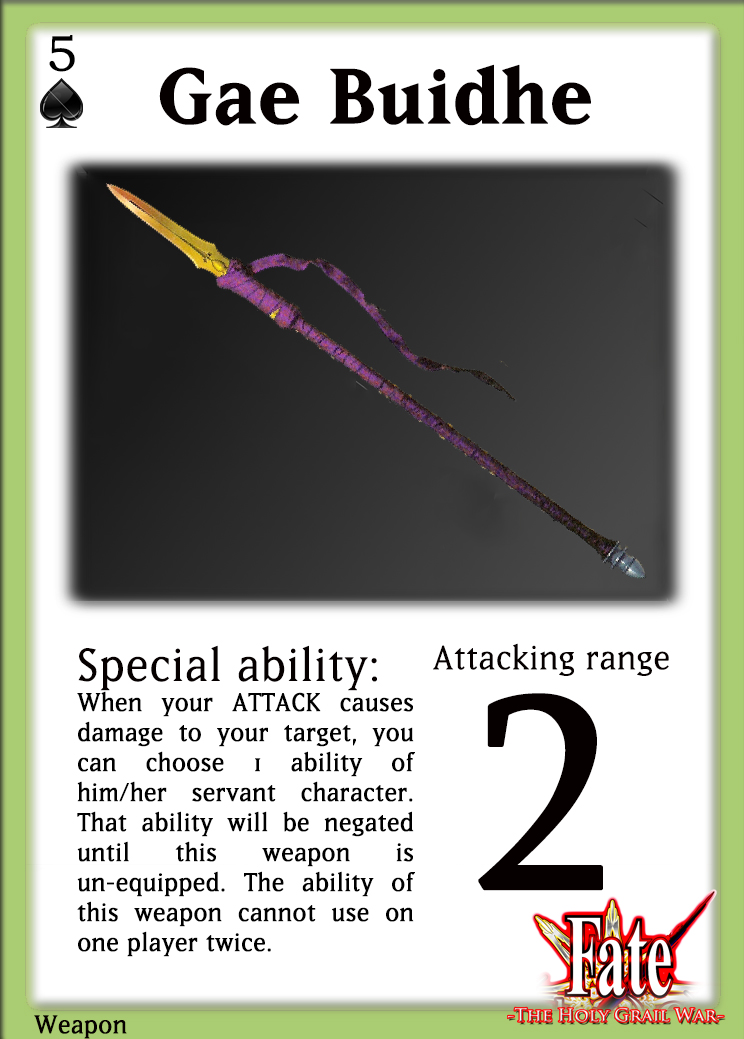 5
Gae Buidhe
Special ability:
When your ATTACK causes
damage to your target, you
can choose 1 ability of
him/her servant character.
That ability will be negated
until this weapon is
un-equipped. The ability of
this weapon cannot use on
one player twice.
Attacking range
2
Fate
-THE HOLY GRAIL WAR-
Weapon